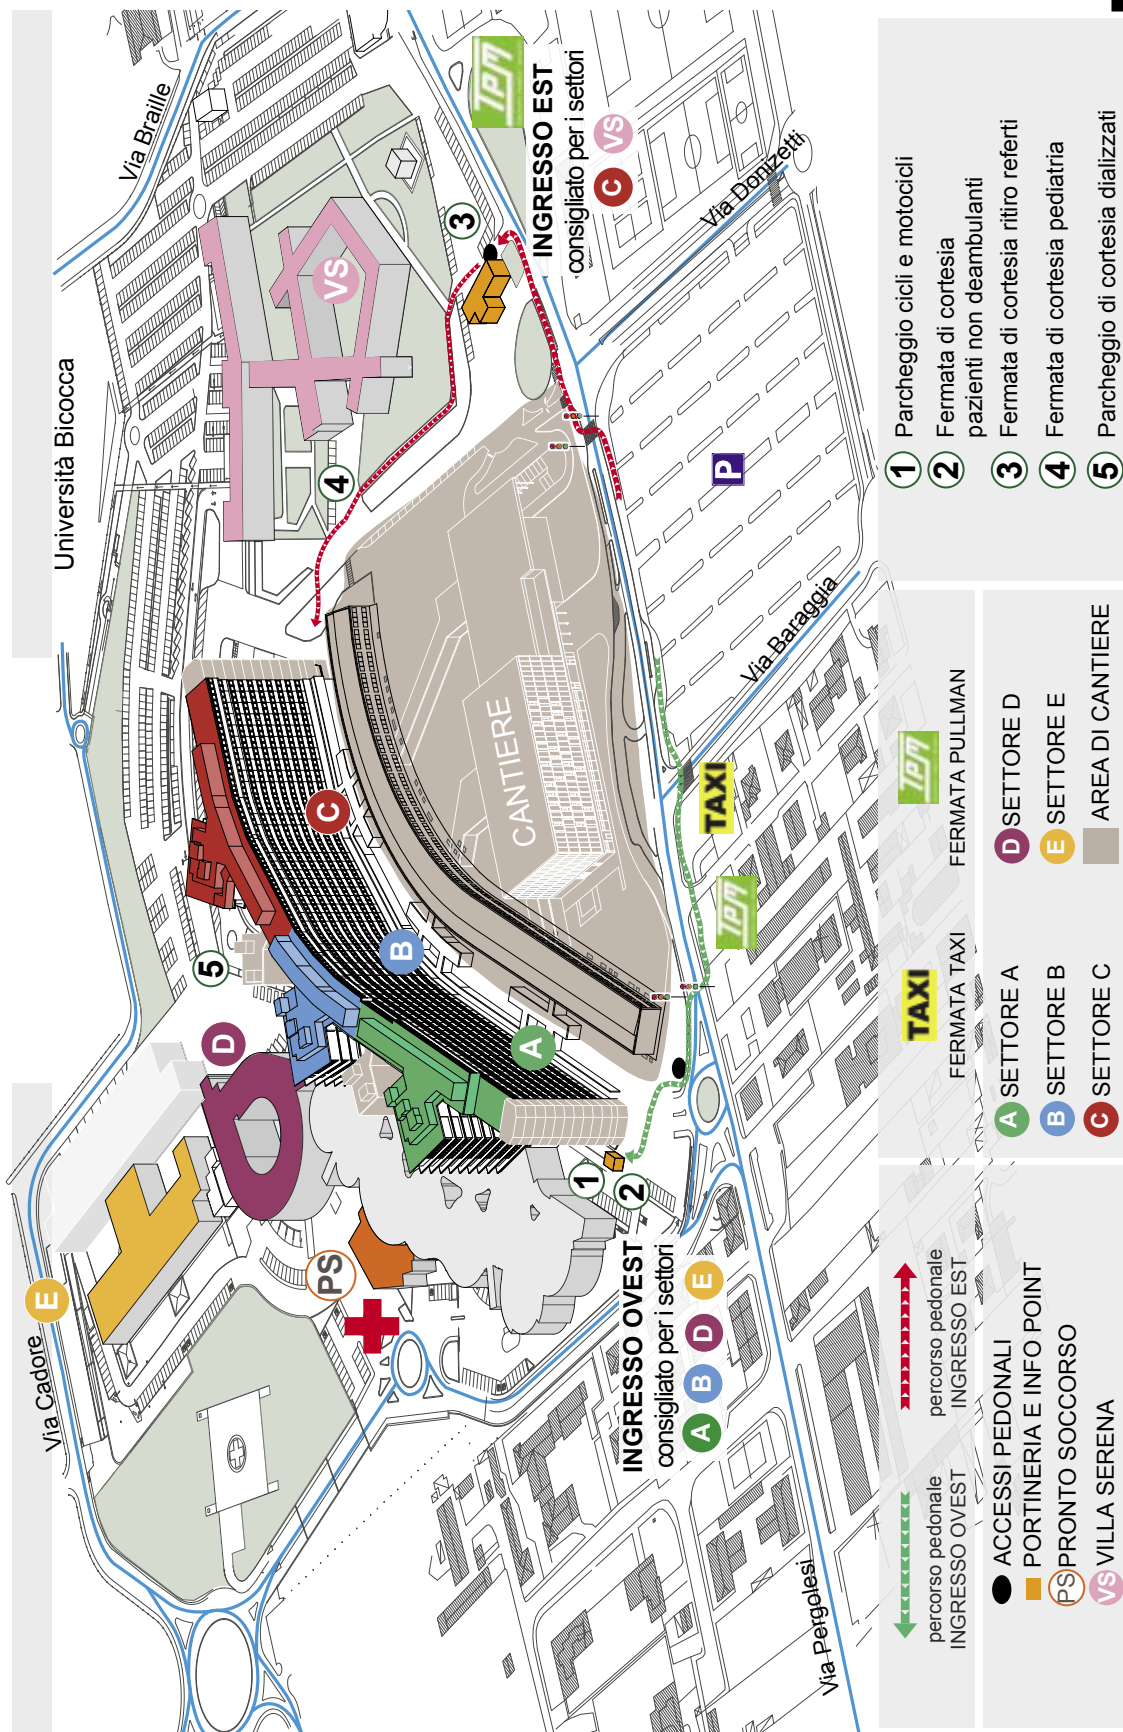 Via Cadore
E
Università Bicocca
Via Braille
D
5
PS
VS
4
3
C
B
A
CANTIERE
1
2
TPM
INGRESSO EST
consigliato per i settori
C VS
INGRESSO OVEST
consigliato per i settori
A B D E
Via Donizetti
P
Via Baraggia
TAXI
TPM
Via Pergolesi
percorso pedonale
INGRESSO OVEST
percorso pedonale
INGRESSO EST
ACCESSI PEDONALI
PORTINERIA E INFO POINT
PS PRONTO SOCCORSO
VS VILLA SERENA
TAXI
FERMATA TAXI
TPM
FERMATA PULLMAN
A SETTORE A
B SETTORE B
C SETTORE C
D SETTORE D
E SETTORE E
AREA DI CANTIERE
1 Parcheggio cicli e motocicli
2 Fermata di cortesia
pazienti non deambulanti
3 Fermata di cortesia ritiro referti
4 Fermata di cortesia pediatria
5 Parcheggio di cortesia dializzati